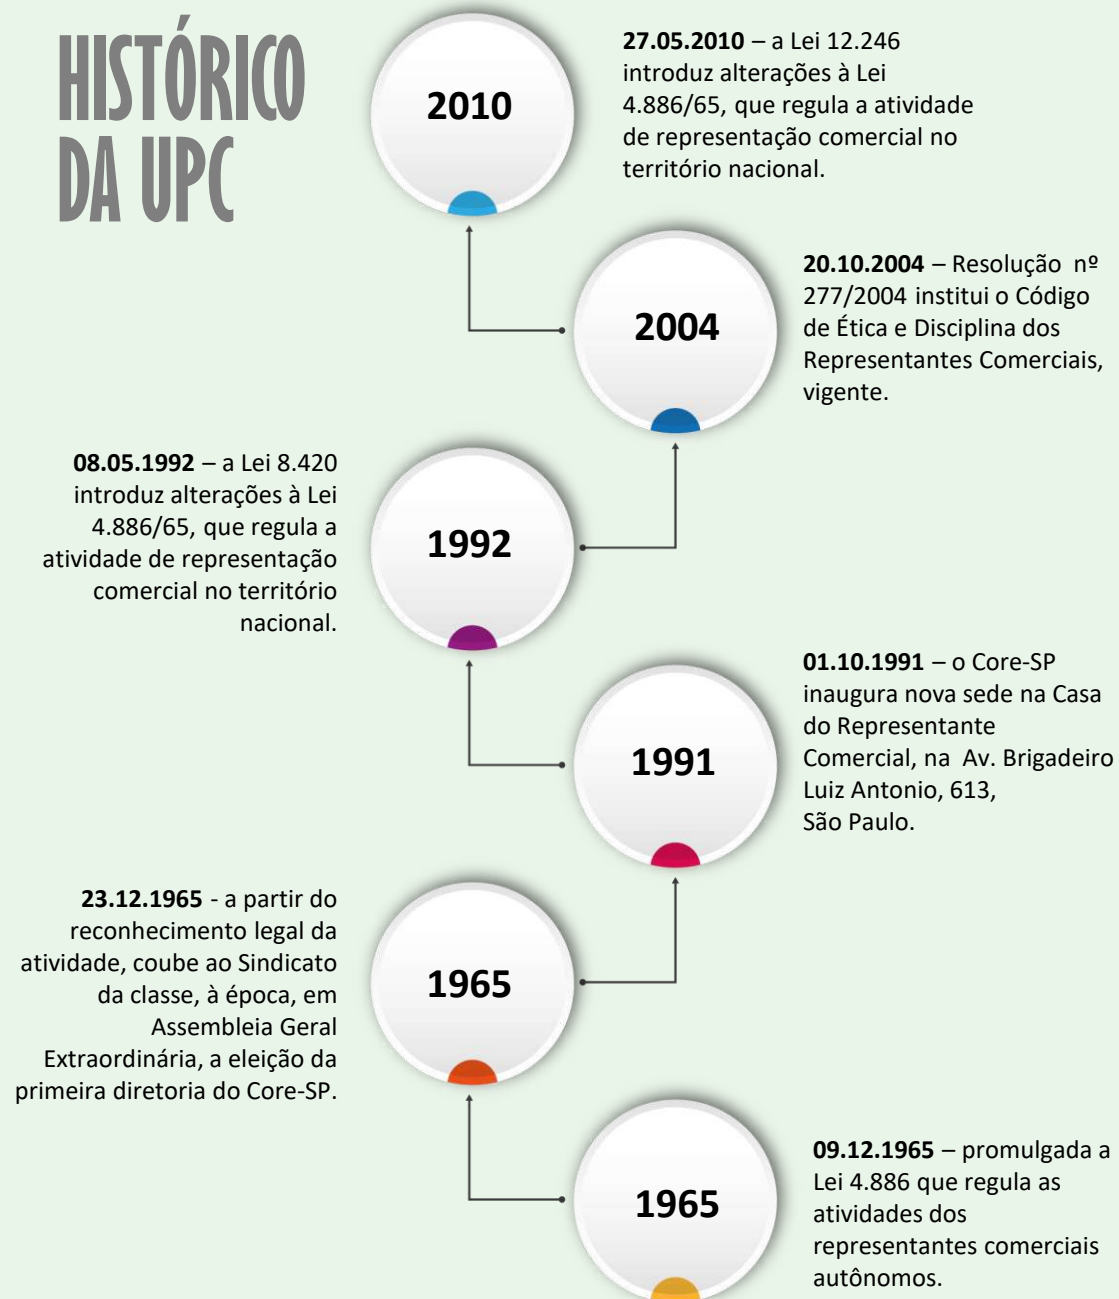 HISTÓRICO
DA UPC
2010
27.05.2010 – a Lei 12.246
introduz alterações à Lei
4.886/65, que regula a atividade
de representação comercial no
território nacional.
2004
20.10.2004 – Resolução nº
277/2004 institui o Código
de Ética e Disciplina dos
Representantes Comerciais,
vigente.
08.05.1992 – a Lei 8.420
introduz alterações à Lei
4.886/65, que regula a
atividade de representação
comercial no território
nacional.
1992
1991
01.10.1991 – o Core-SP
inaugura nova sede na Casa
do Representante
Comercial, na Av. Brigadeiro
Luiz Antonio, 613,
São Paulo.
23.12.1965 - a partir do
reconhecimento legal da
atividade, coube ao Sindicato
da classe, à época, em
Assembleia Geral
Extraordinária, a eleição da
primeira diretoria do Core-SP.
1965
1965
09.12.1965 – promulgada a
Lei 4.886 que regula as
atividades dos
representantes comerciais
autônomos.